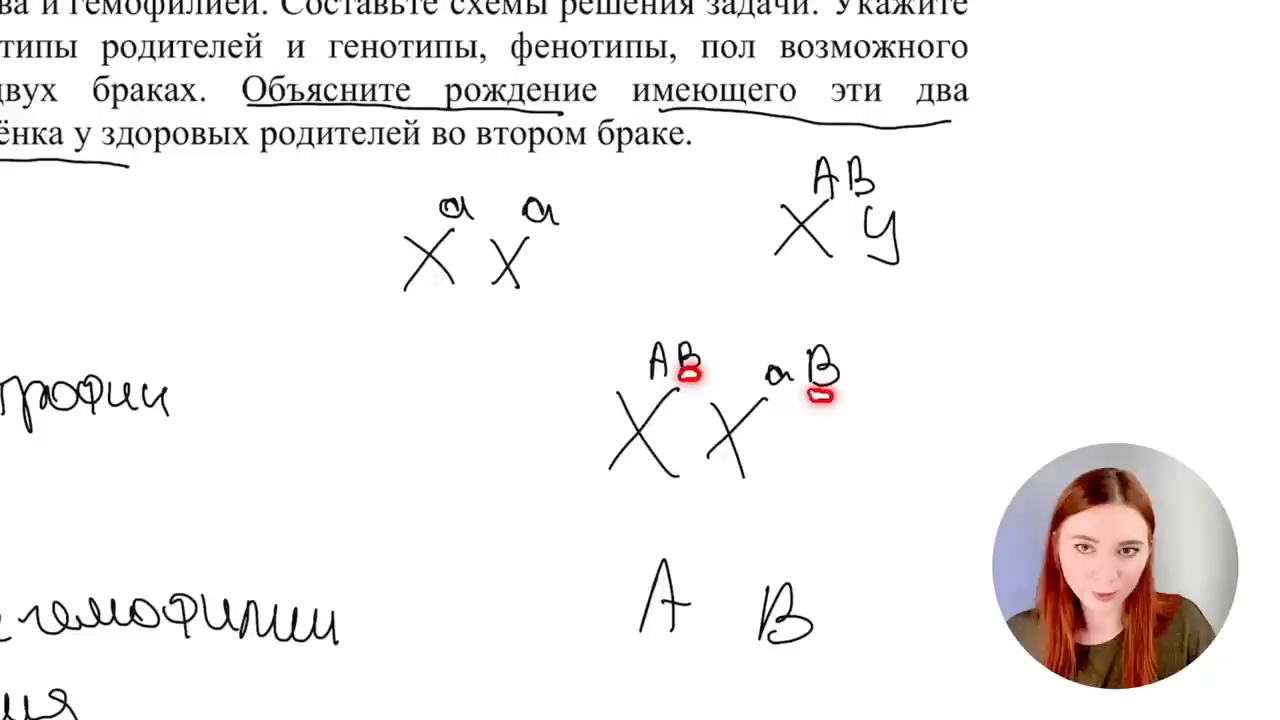 ва и гемофилией. Составьте схемы решения задачи. Укажите
типы родителей и генотипы, фенотипы, пол возможного
двух браках. Объясните рождение имеющего эти два
ёнка у здоровых родителей во втором браке.
X^a X^a X^AB У
X^AB X^aB
трофии
A B
гемофилии
ия